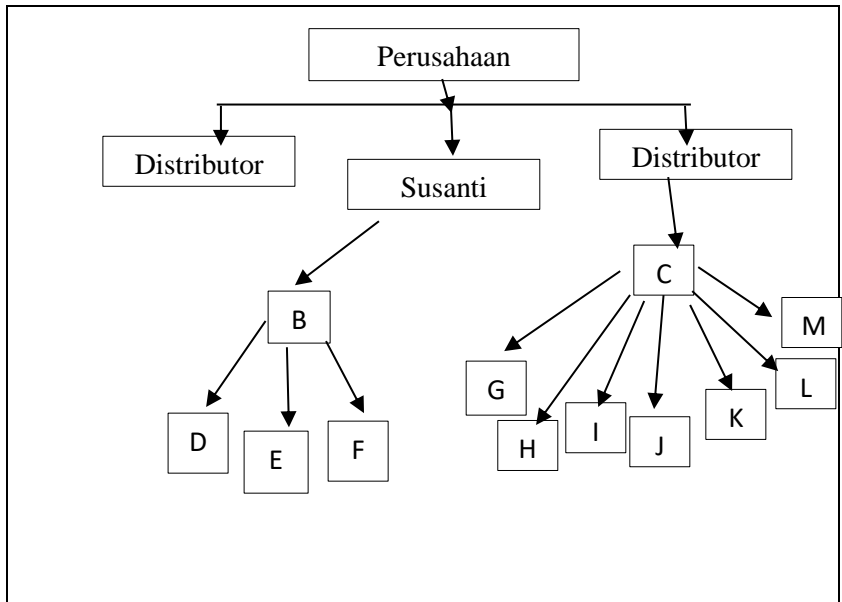 Perusahaan
Distributor
Susanti
Distributor
B
C
D
E
F
G
H
I
J
K
L
M